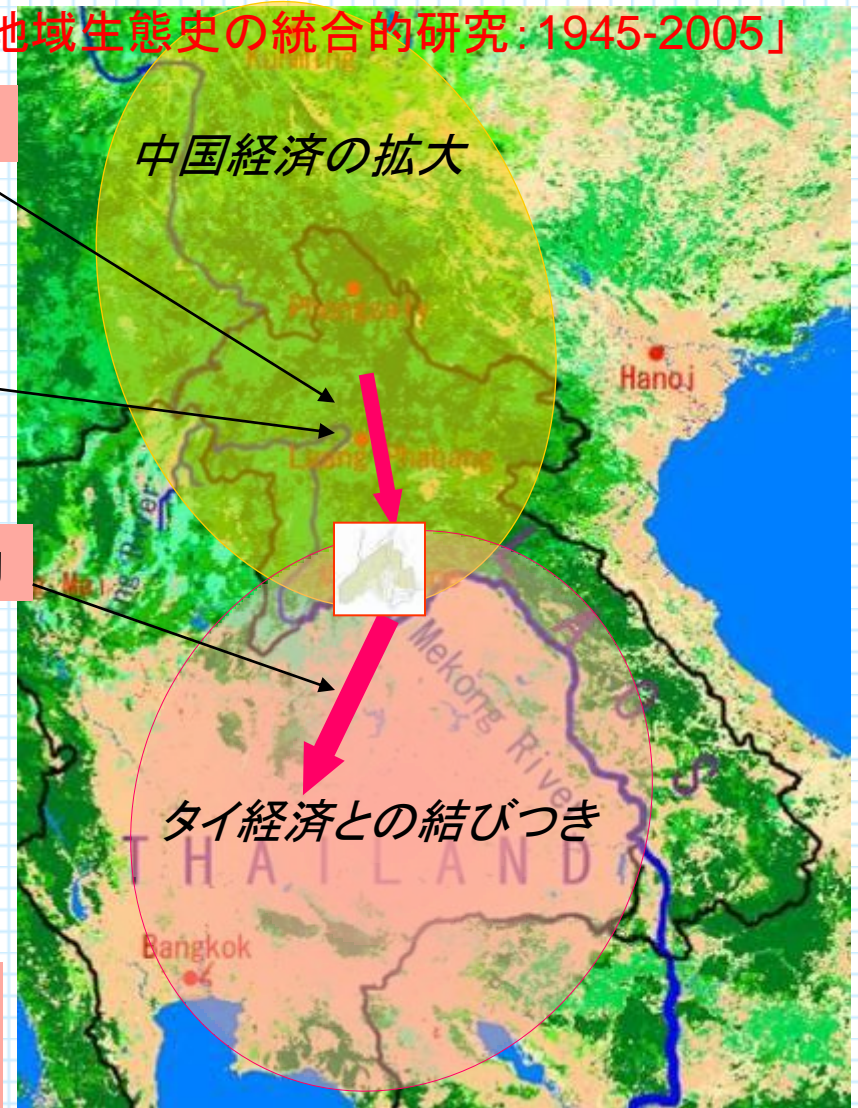 地域生態史の統合的研究:1945-2005」
Kunming
中国経済の拡大
Phongsaly
Hanoi
Luang Phabang
LAOS
Mekong River
タイ経済との結びつき
THAILAND
Bangkok